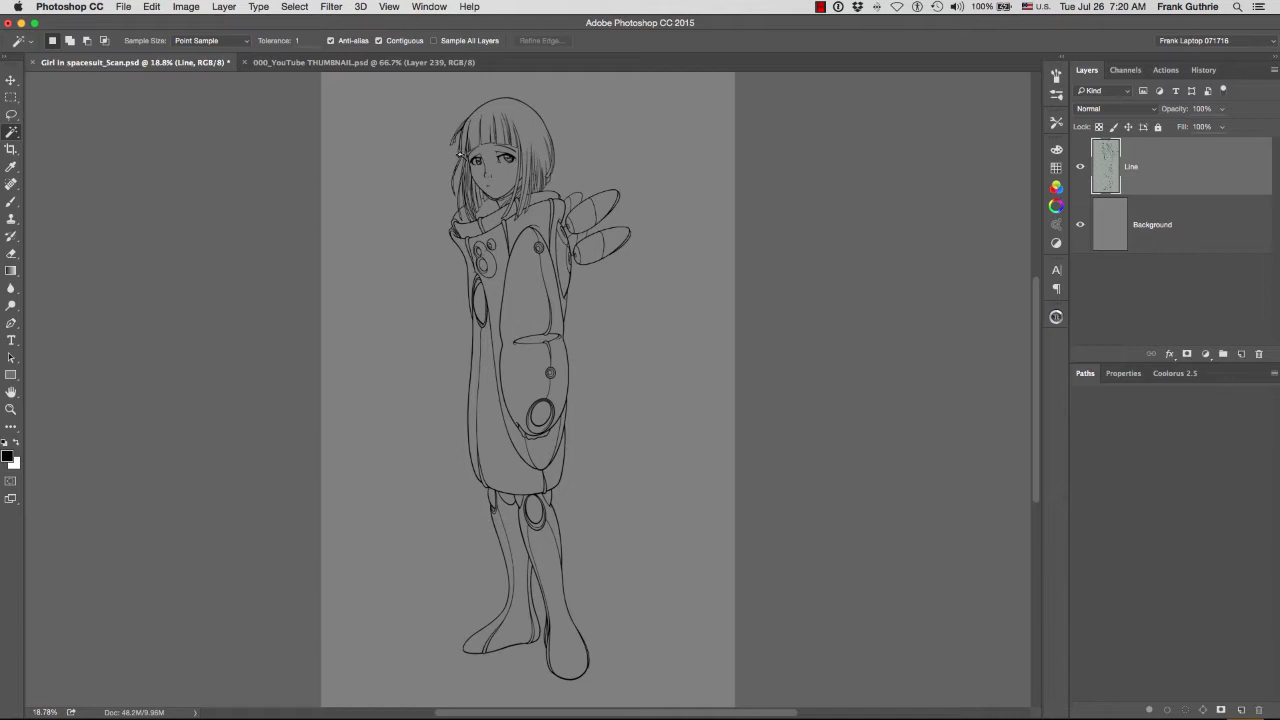 Photoshop CC File Edit Image Layer Type Select Filter 3D View Window Help 100% U.S. Tue Jul 26 7:20 AM Frank Guthrie
Adobe Photoshop CC 2015
Sample Size: Point Sample Tolerance: 1 Anti-alias Contiguous Sample All Layers Refine Edge... Frank Laptop 071716
Girl in spacesuit_Scan.psd @ 18.8% (Line, RGB/8) * 000_YouTube THUMBNAIL.psd @ 66.7% (Layer 239, RGB/8)
Layers Channels Actions History
Kind
Normal Opacity: 100%
Lock: Fill: 100%
Line
Background
Paths Properties Coolorus 2.5
18.78% Doc: 48.2M/9.96M